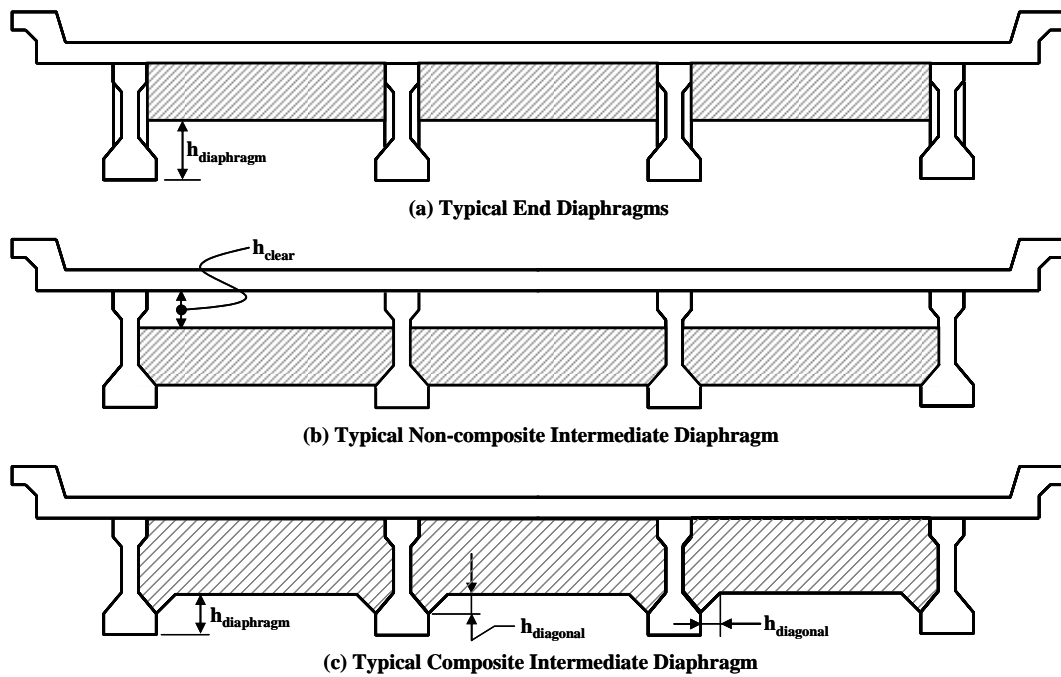 h_diaphragm
(a) Typical End Diaphragms
h_clear
(b) Typical Non-composite Intermediate Diaphragm
h_diaphragm
h_diagonal
h_diagonal
(c) Typical Composite Intermediate Diaphragm